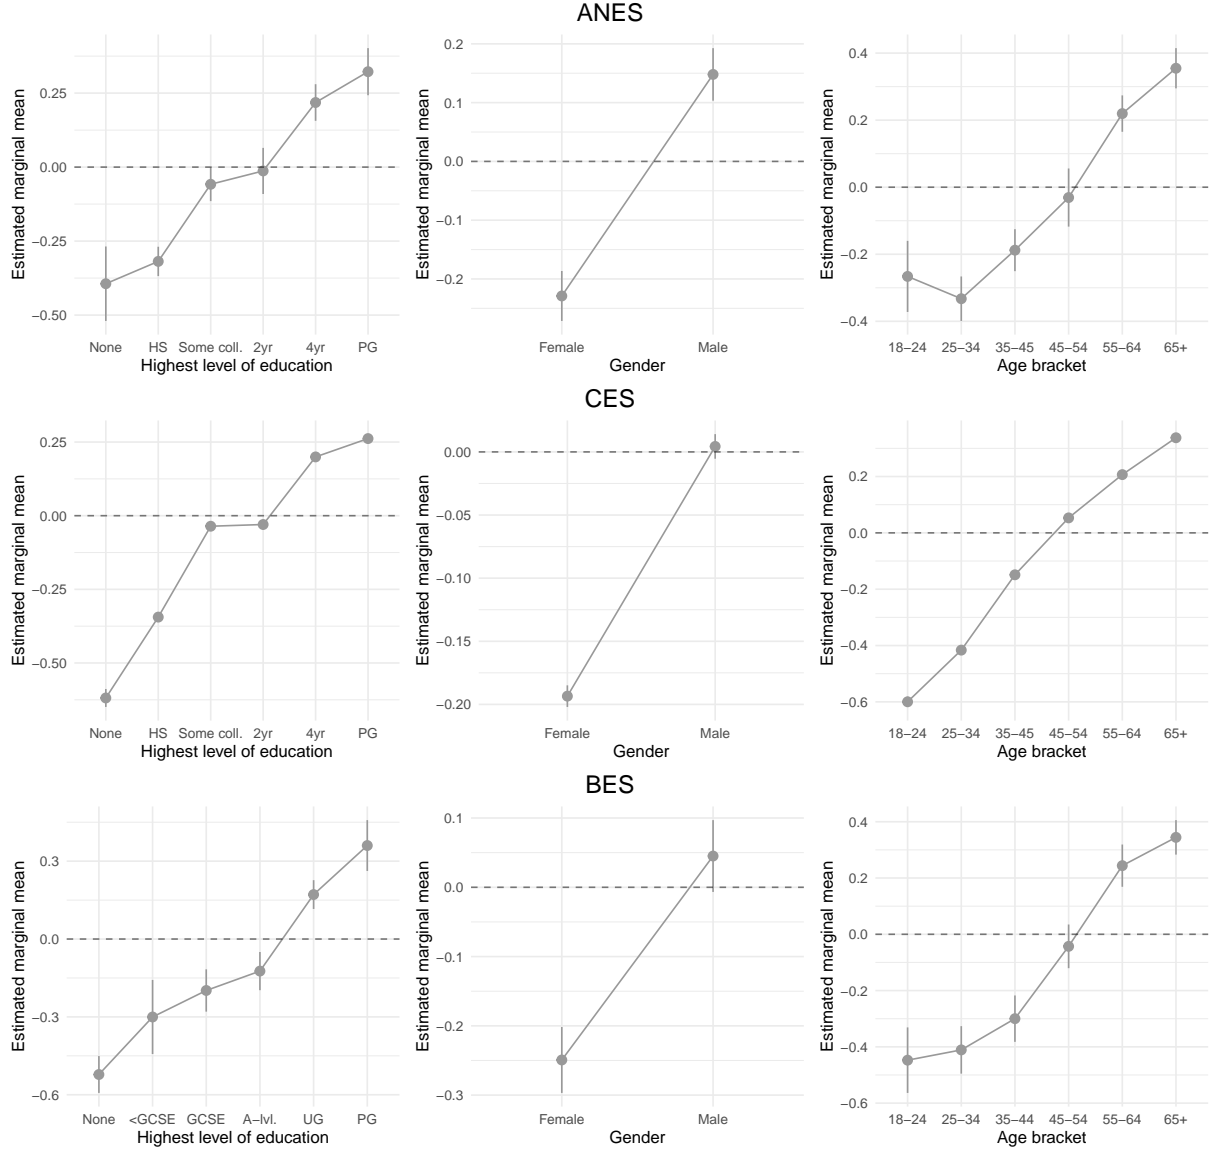 ANES
Estimated marginal mean
0.25
0.00
−0.25
−0.50
None HS Some coll. 2yr 4yr PG
Highest level of education
Estimated marginal mean
0.2
0.1
0.0
−0.1
−0.2
Female Male
Gender
Estimated marginal mean
0.4
0.2
0.0
−0.2
−0.4
18−24 25−34 35−45 45−54 55−64 65+
Age bracket
CES
Estimated marginal mean
0.25
0.00
−0.25
−0.50
None HS Some coll. 2yr 4yr PG
Highest level of education
Estimated marginal mean
0.00
−0.05
−0.10
−0.15
−0.20
Female Male
Gender
Estimated marginal mean
0.2
0.0
−0.2
−0.4
−0.6
18−24 25−34 35−45 45−54 55−64 65+
Age bracket
BES
Estimated marginal mean
0.3
0.0
−0.3
−0.6
None <GCSE GCSE A−lvl. UG PG
Highest level of education
Estimated marginal mean
0.1
0.0
−0.1
−0.2
−0.3
Female Male
Gender
Estimated marginal mean
0.4
0.2
0.0
−0.2
−0.4
−0.6
18−24 25−34 35−44 45−54 55−64 65+
Age bracket